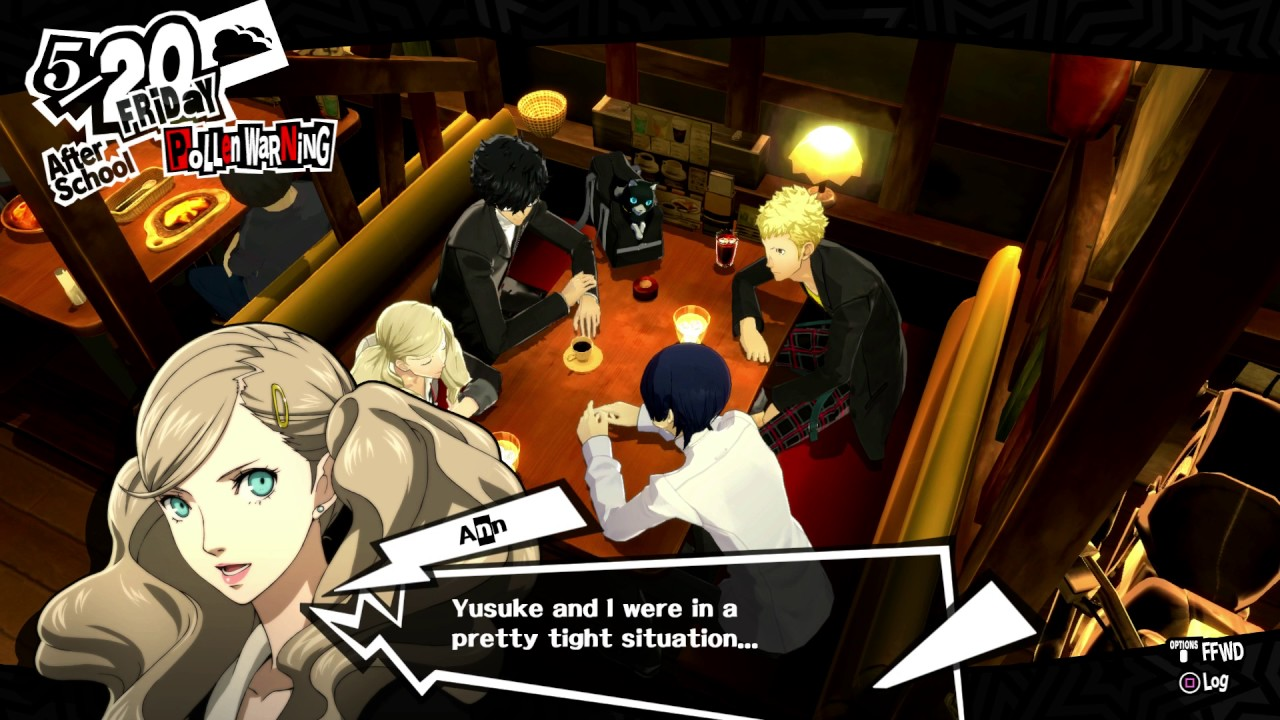 5/20
FRiDaY
After School
POLLen WarNiNG
Ann
Yusuke and I were in a
pretty tight situation...
OPTIONS FFWD
Log